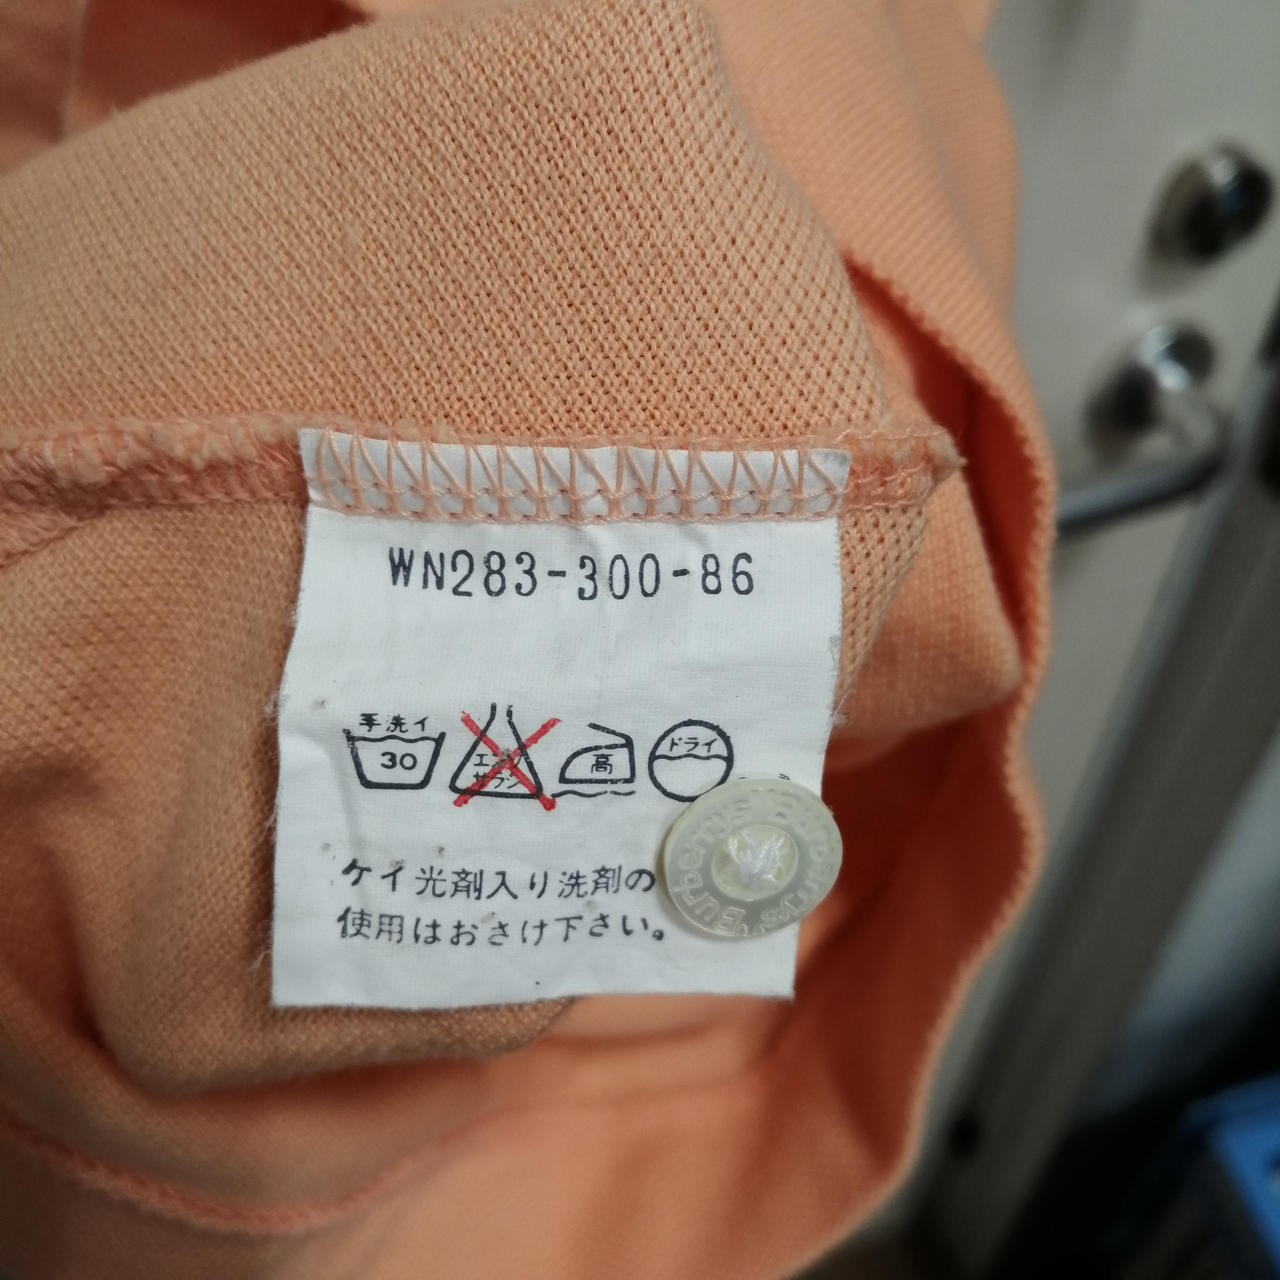 WN283-300-86
手洗イ
30
エンソ
サラシ
高
ドライ
ケイ光剤入り洗剤の
使用はおさけ下さい。
Burberrys Burberrys